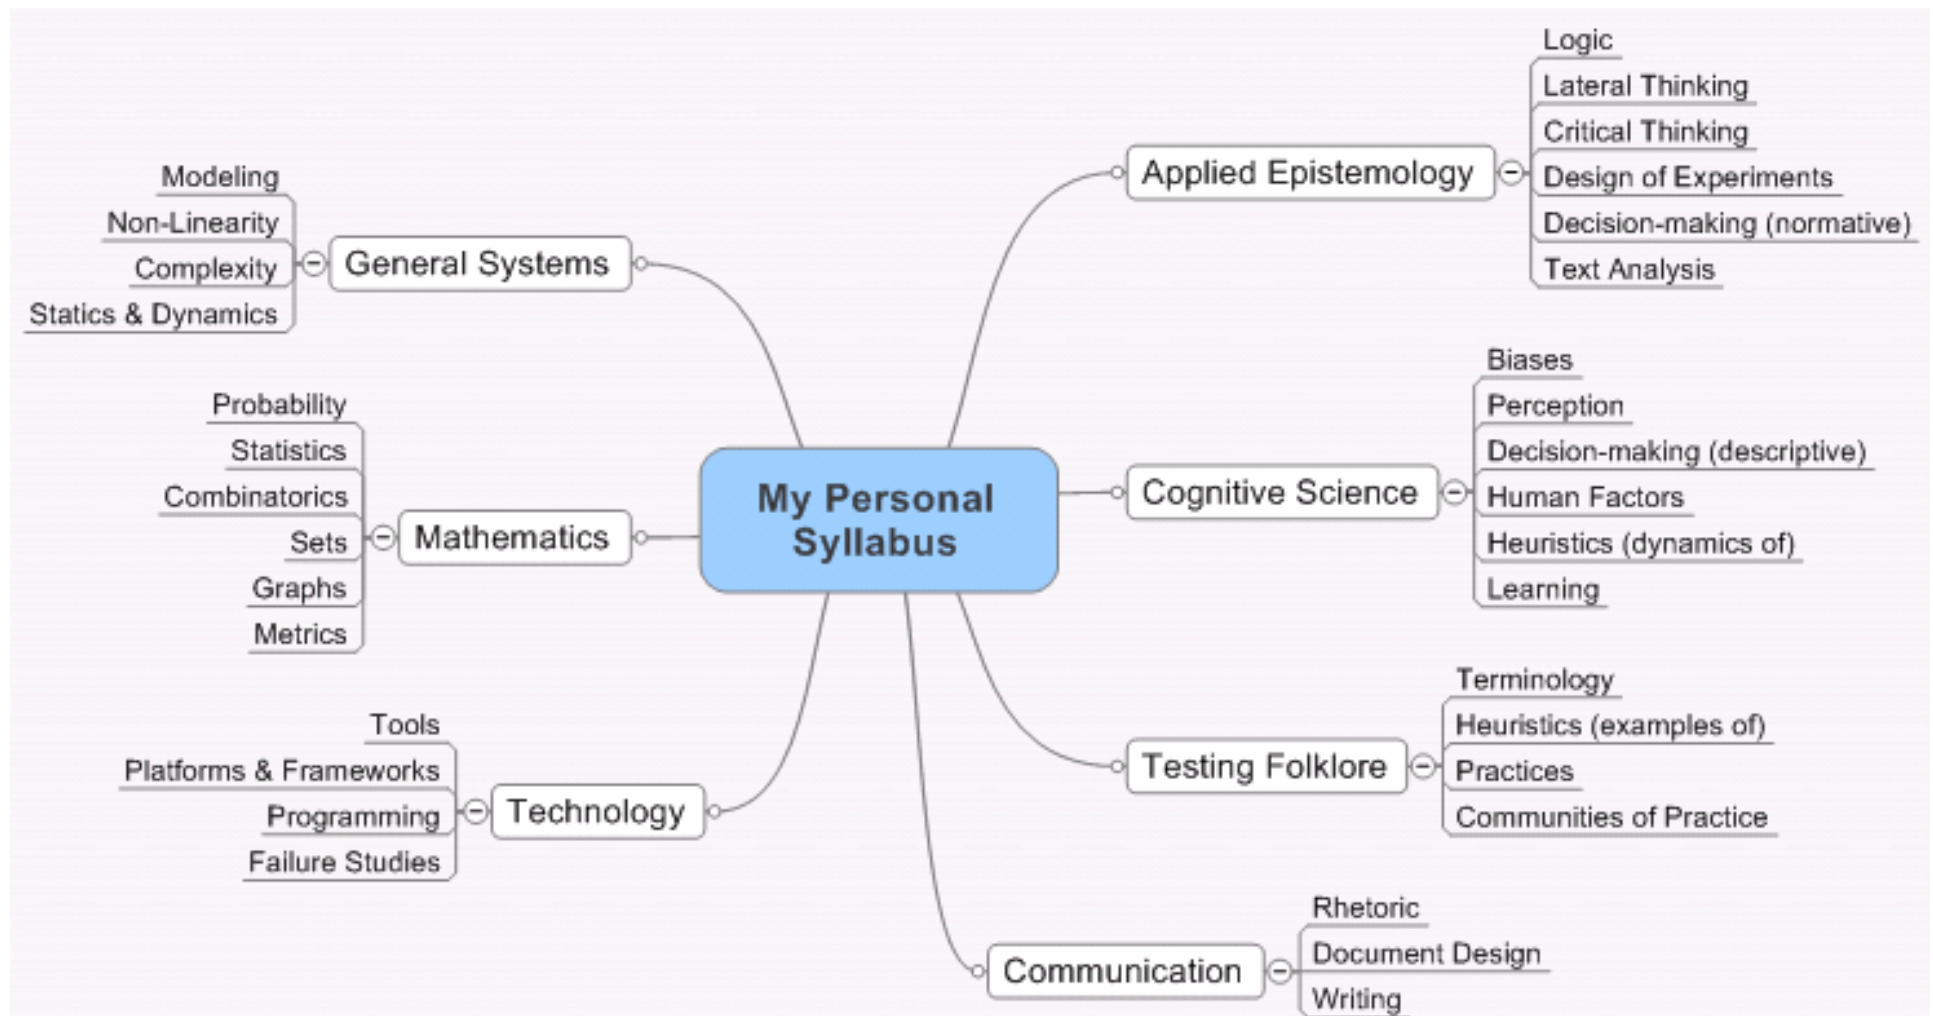 My Personal
Syllabus
Applied Epistemology
Logic
Lateral Thinking
Critical Thinking
Design of Experiments
Decision-making (normative)
Text Analysis
Cognitive Science
Biases
Perception
Decision-making (descriptive)
Human Factors
Heuristics (dynamics of)
Learning
Testing Folklore
Terminology
Heuristics (examples of)
Practices
Communities of Practice
Communication
Rhetoric
Document Design
Writing
General Systems
Modeling
Non-Linearity
Complexity
Statics & Dynamics
Mathematics
Probability
Statistics
Combinatorics
Sets
Graphs
Metrics
Technology
Tools
Platforms & Frameworks
Programming
Failure Studies